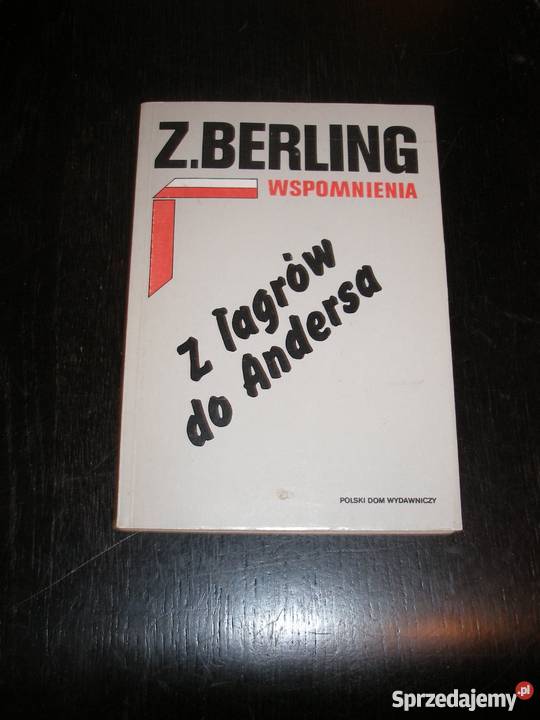 Z.BERLING
WSPOMNIENIA
Z łagrów
do Andersa
POLSKI DOM WYDAWNICZY
Sprzedajemy.pl